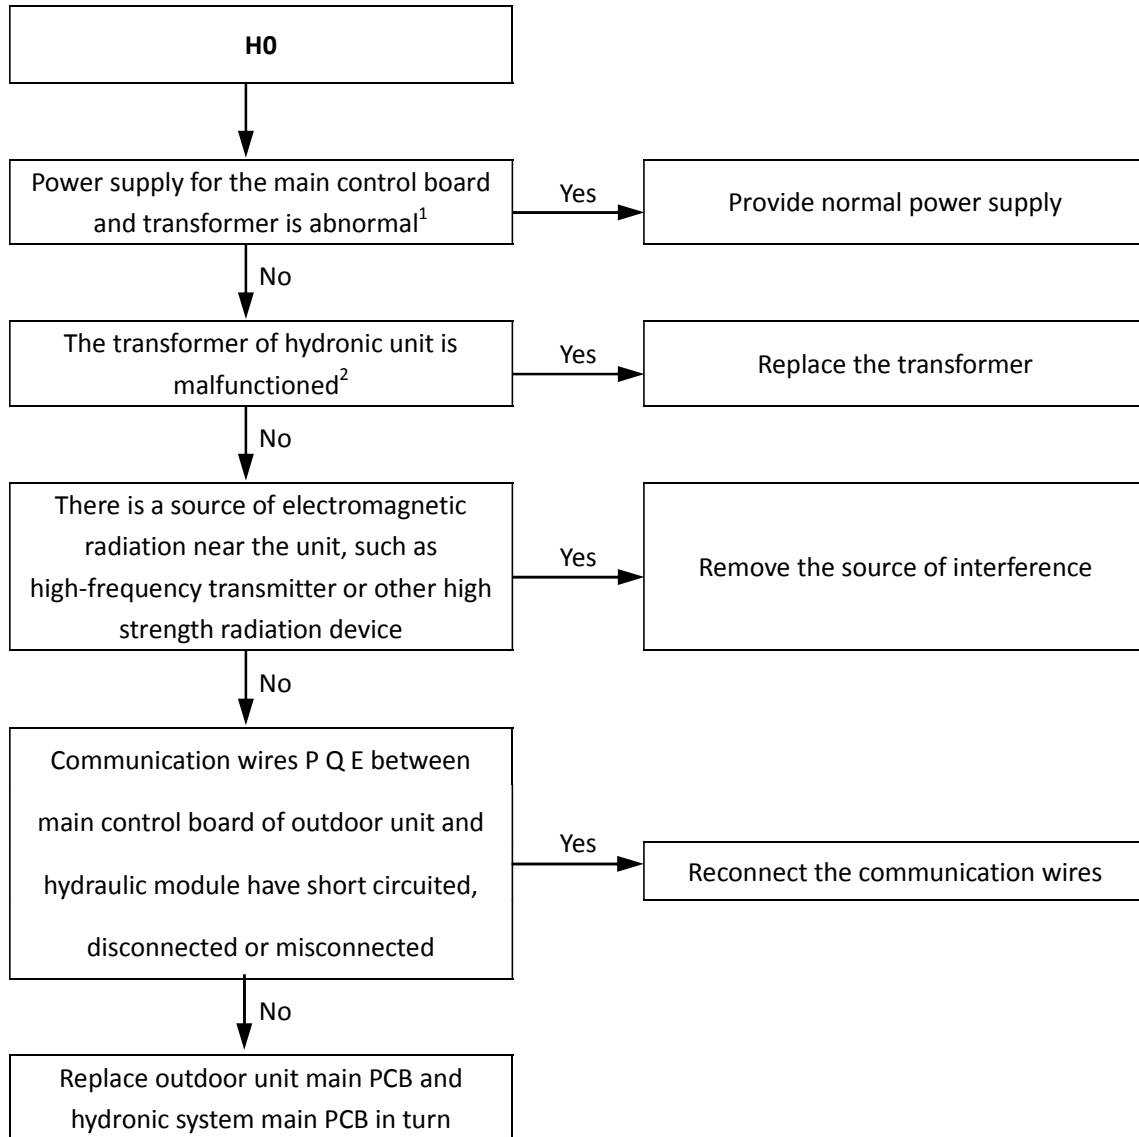 H0
Power supply for the main control board
and transformer is abnormal1
Yes
Provide normal power supply
No
The transformer of hydronic unit is
malfunctioned2
Yes
Replace the transformer
No
There is a source of electromagnetic
radiation near the unit, such as
high-frequency transmitter or other high
strength radiation device
Yes
Remove the source of interference
No
Communication wires P Q E between
main control board of outdoor unit and
hydraulic module have short circuited,
disconnected or misconnected
Yes
Reconnect the communication wires
No
Replace outdoor unit main PCB and
hydronic system main PCB in turn